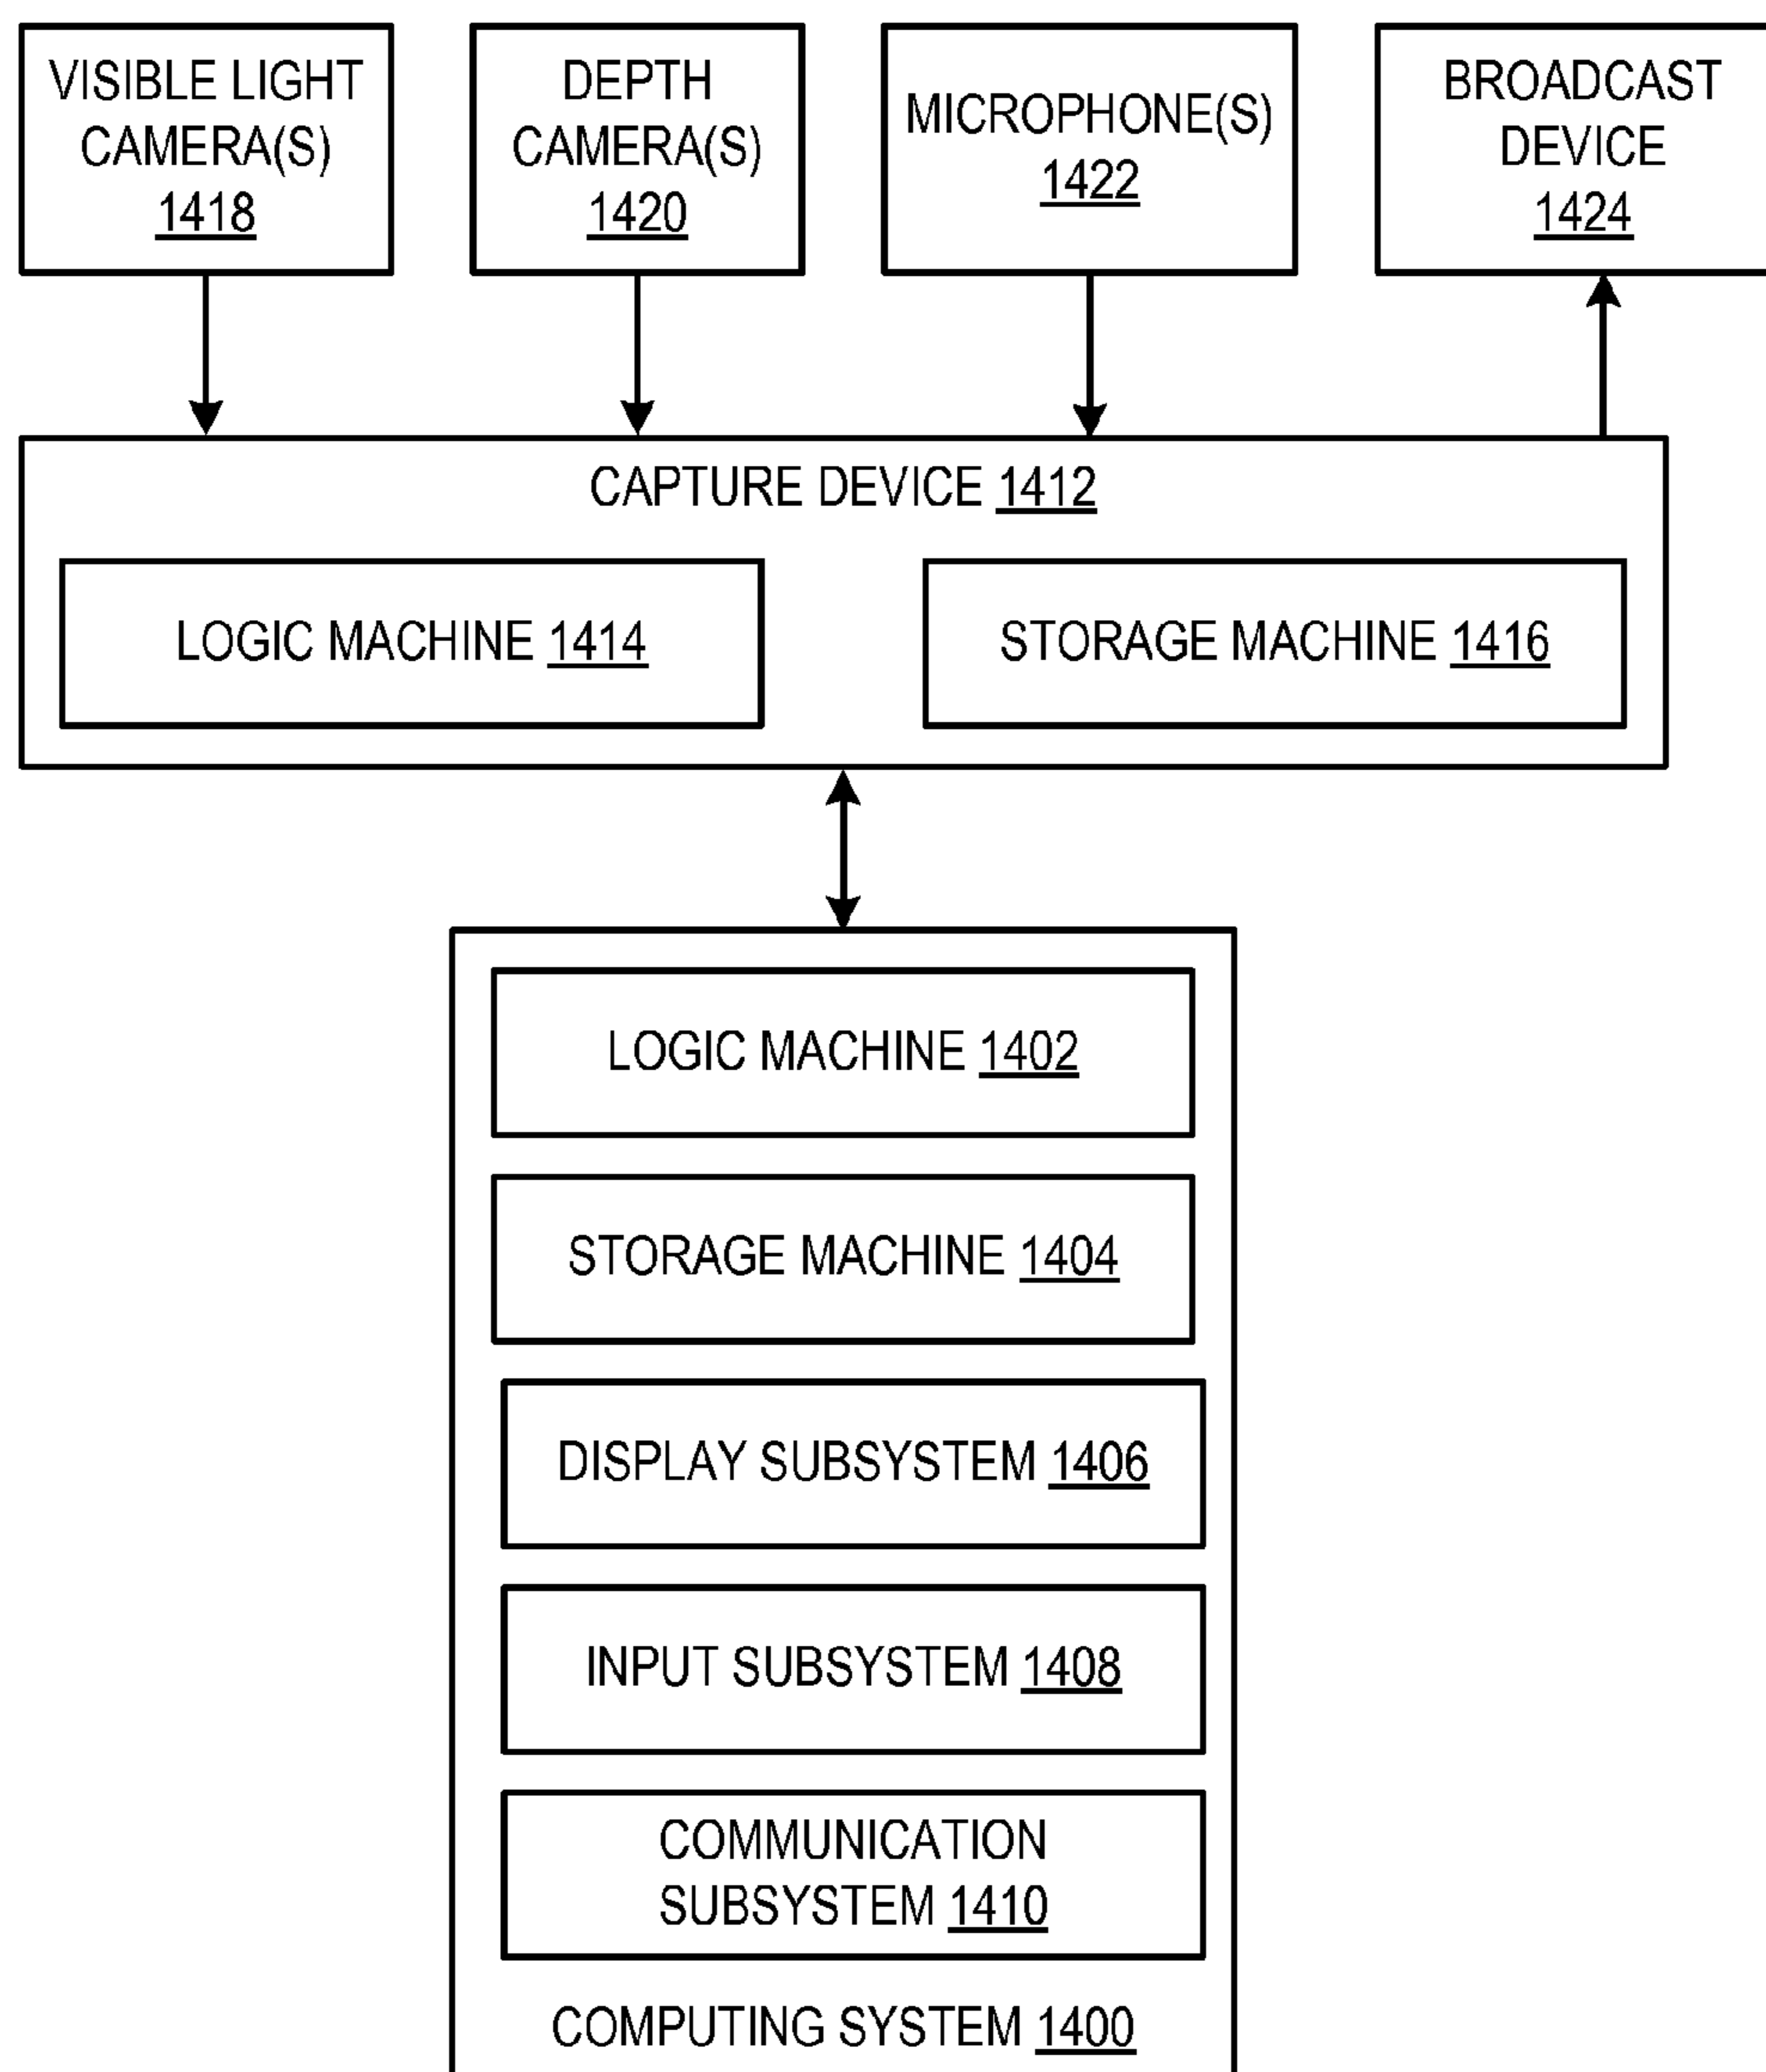 VISIBLE LIGHT
CAMERA(S)
1418
DEPTH
CAMERA(S)
1420
MICROPHONE(S)
1422
BROADCAST
DEVICE
1424
CAPTURE DEVICE 1412
LOGIC MACHINE 1414
STORAGE MACHINE 1416
LOGIC MACHINE 1402
STORAGE MACHINE 1404
DISPLAY SUBSYSTEM 1406
INPUT SUBSYSTEM 1408
COMMUNICATION
SUBSYSTEM 1410
COMPUTING SYSTEM 1400